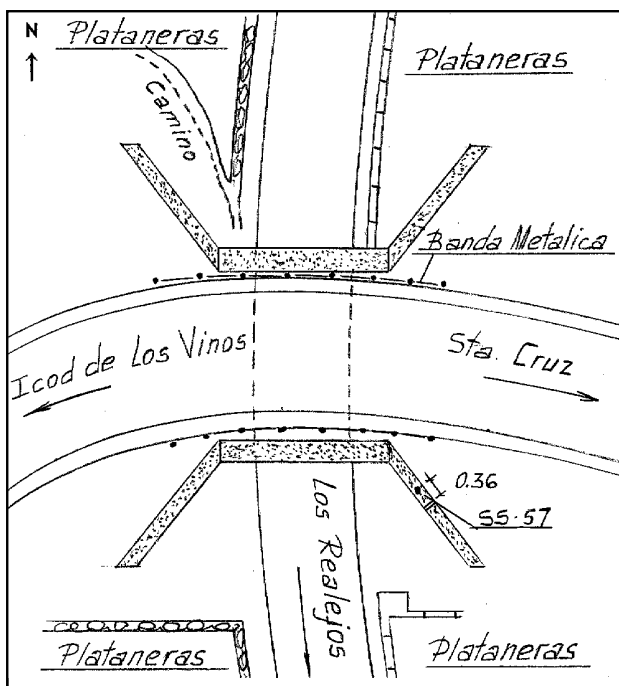 N
Plataneras
Plataneras
Camino
Banda Metalica
Icod de Los Vinos
Sta. Cruz
0.36
SS-57
Los Realejos
Plataneras
Plataneras